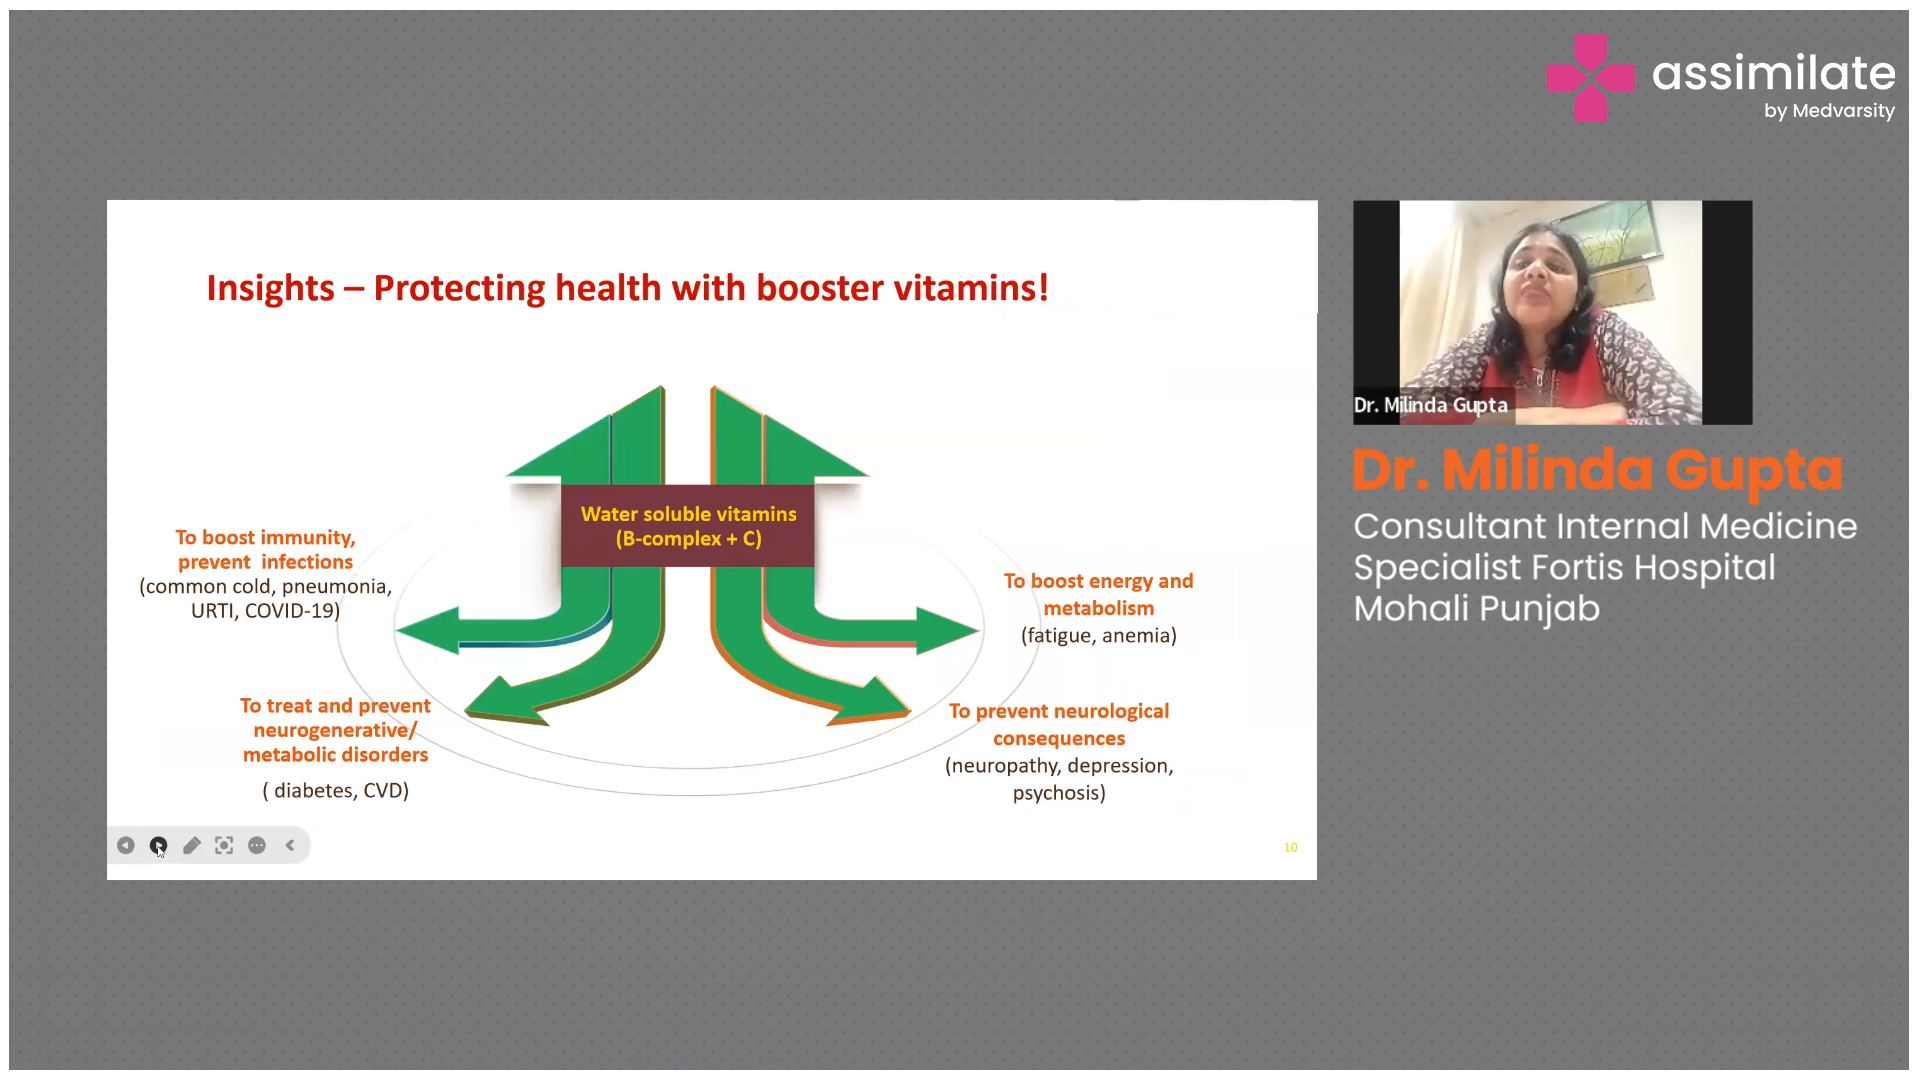 assimilate
by Medvarsity
Insights – Protecting health with booster vitamins!
Water soluble vitamins
(B-complex + C)
To boost immunity,
prevent infections
(common cold, pneumonia,
URTI, COVID-19)
To boost energy and
metabolism
(fatigue, anemia)
To treat and prevent
neurogenerative/
metabolic disorders
( diabetes, CVD)
To prevent neurological
consequences
(neuropathy, depression,
psychosis)
10
Dr. Milinda Gupta
Dr. Milinda Gupta
Consultant Internal Medicine
Specialist Fortis Hospital
Mohali Punjab